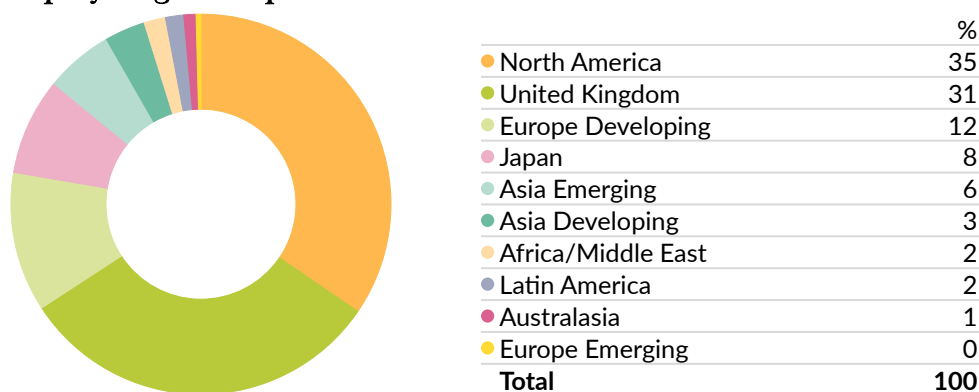 %
North America 35
United Kingdom 31
Europe Developing 12
Japan 8
Asia Emerging 6
Asia Developing 3
Africa/Middle East 2
Latin America 2
Australasia 1
Europe Emerging 0
Total 100